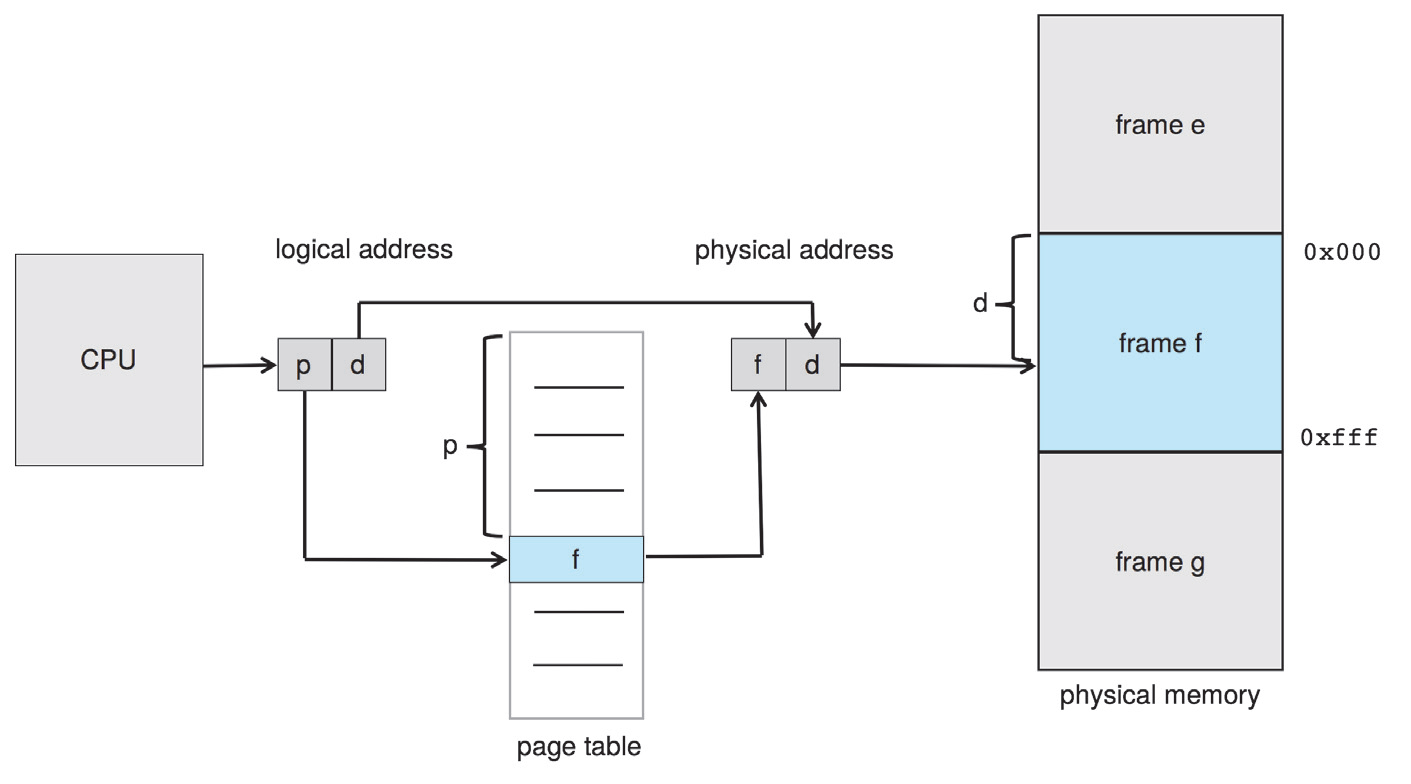 frame e
logical address
physical address
0x000
d
frame f
CPU
p
d
f
d
p
0xfff
f
frame g
physical memory
page table